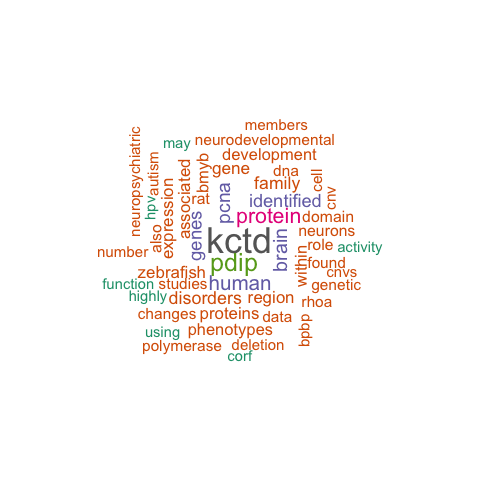 members
may neurodevelopmental
development
neuropsychiatric
autism
hpv
also
expression
associated
rat
bmyb
gene
genes
pcna
dna
family
cell
cnv
identified
protein
domain
neurons
kctd
brain
role activity
number
pdip
within
found
zebrafish
cnvs
function studies human
genetic
highly disorders region
rhoa
changes proteins data
using phenotypes
bpbp
polymerase deletion
corf